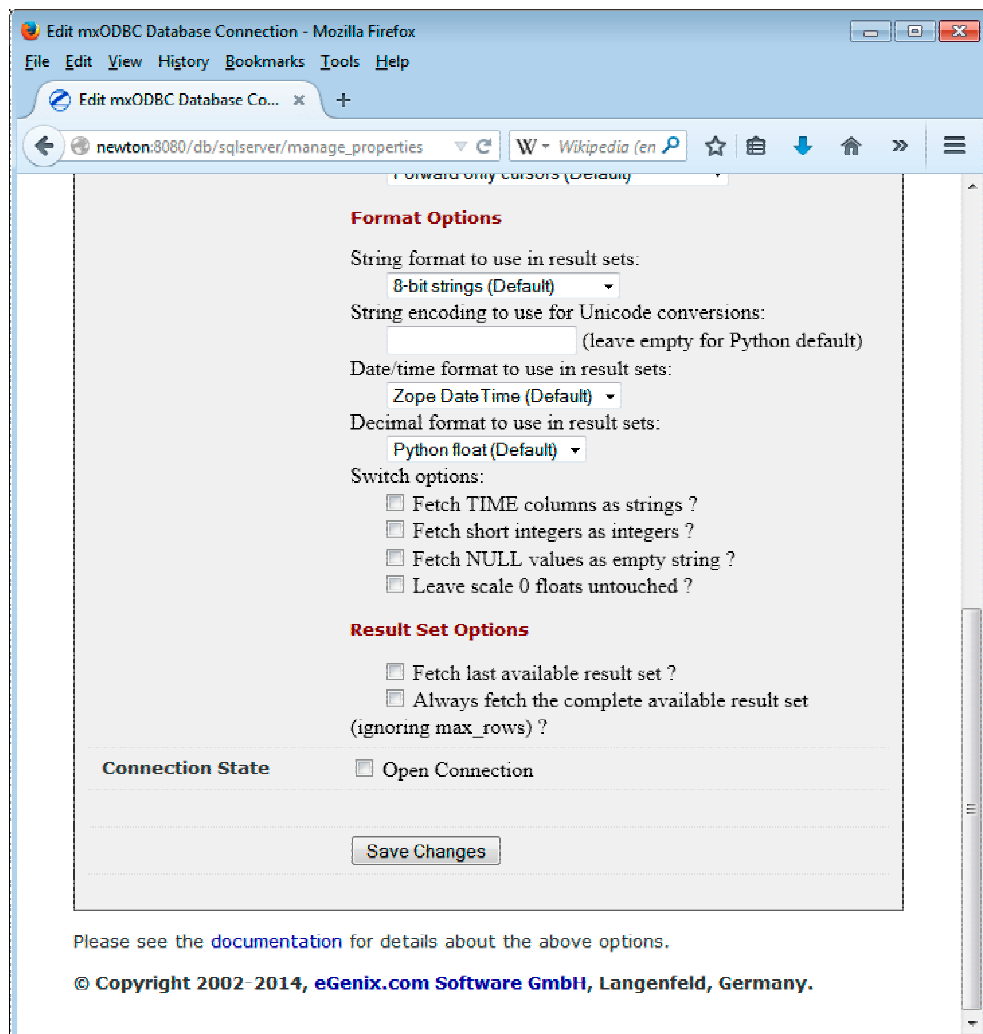 Edit mxODBC Database Connection - Mozilla Firefox
File Edit View History Bookmarks Tools Help
Edit mxODBC Database Co... × +
newton:8080/db/sqlserver/manage_properties W Wikipedia (en
Forward only cursors (Default)
Format Options
String format to use in result sets:
8-bit strings (Default)
String encoding to use for Unicode conversions:
(leave empty for Python default)
Date/time format to use in result sets:
Zope DateTime (Default)
Decimal format to use in result sets:
Python float (Default)
Switch options:
Fetch TIME columns as strings ?
Fetch short integers as integers ?
Fetch NULL values as empty string ?
Leave scale 0 floats untouched ?
Result Set Options
Fetch last available result set ?
Always fetch the complete available result set
(ignoring max_rows) ?
Connection State Open Connection
Save Changes
Please see the documentation for details about the above options.
© Copyright 2002-2014, eGenix.com Software GmbH, Langenfeld, Germany.